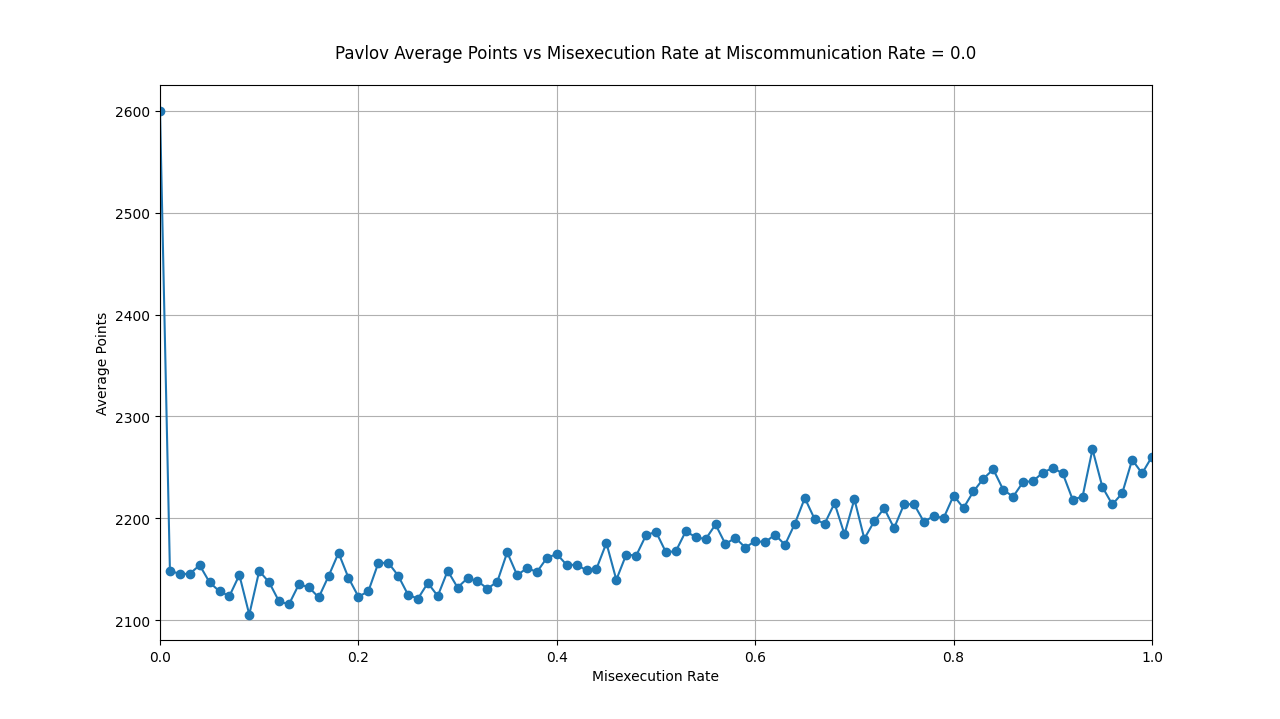 Pavlov Average Points vs Misexecution Rate at Miscommunication Rate = 0.0
2600
2500
2400
2300
2200
2100
Average Points
0.0 0.2 0.4 0.6 0.8 1.0
Misexecution Rate